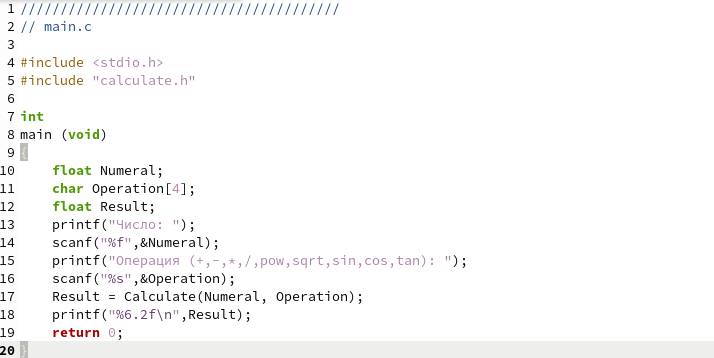 1 ////////////////////////////////////////
2 // main.c
3
4 #include <stdio.h>
5 #include "calculate.h"
6
7 int
8 main (void)
9 {
10     float Numeral;
11     char Operation[4];
12     float Result;
13     printf("Число: ");
14     scanf("%f",&Numeral);
15     printf("Операция (+,-,*,/,pow,sqrt,sin,cos,tan): ");
16     scanf("%s",&Operation);
17     Result = Calculate(Numeral, Operation);
18     printf("%6.2f\n",Result);
19     return 0;
20 }